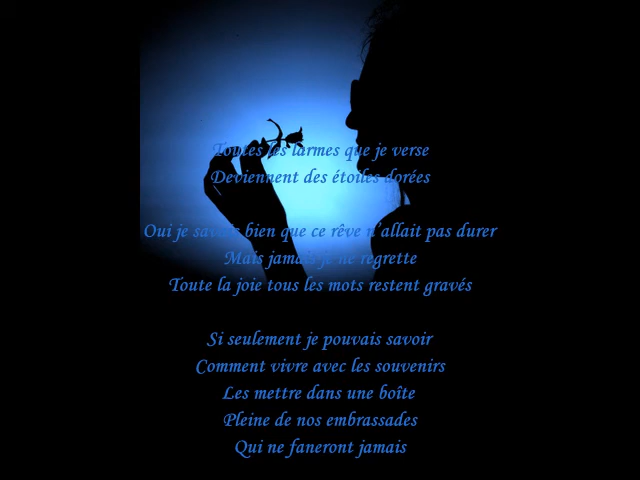 Toutes les larmes que je verse
Deviennent des étoiles dorées
Oui je savais bien que ce rêve n'allait pas durer
Mais jamais je ne regrette
Toute la joie tous les mots restent gravés
Si seulement je pouvais savoir
Comment vivre avec les souvenirs
Les mettre dans une boîte
Pleine de nos embrassades
Qui ne faneront jamais